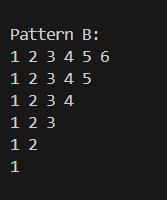 Pattern B:
1 2 3 4 5 6
1 2 3 4 5
1 2 3 4
1 2 3
1 2
1